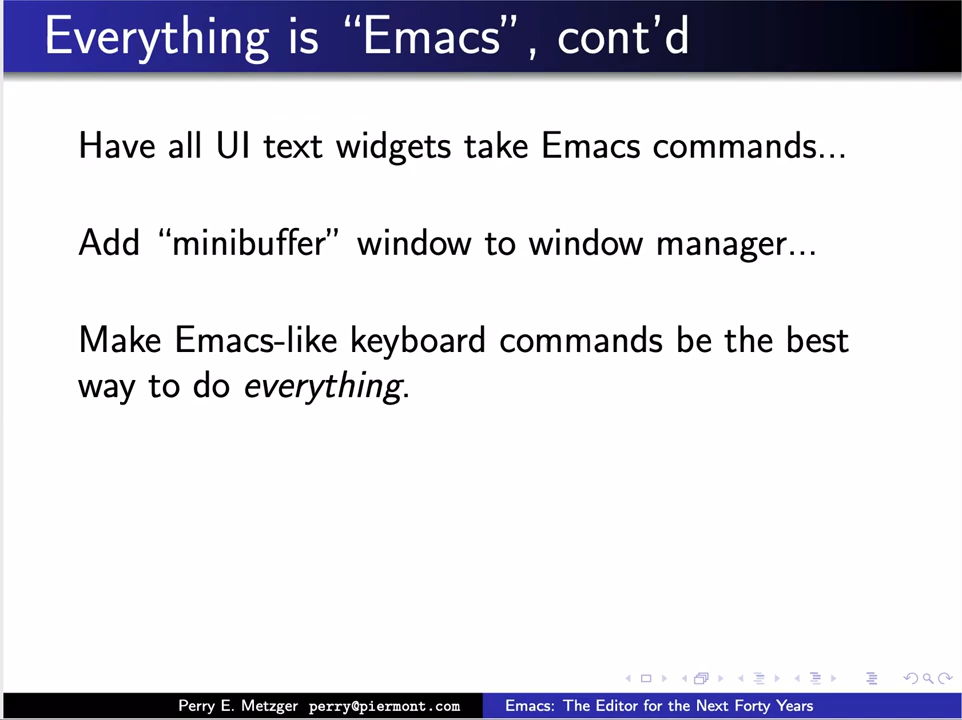 Everything is “Emacs”, cont’d
Have all UI text widgets take Emacs commands...
Add “minibuffer” window to window manager...
Make Emacs-like keyboard commands be the best
way to do everything.
Perry E. Metzger perry@piermont.com
Emacs: The Editor for the Next Forty Years